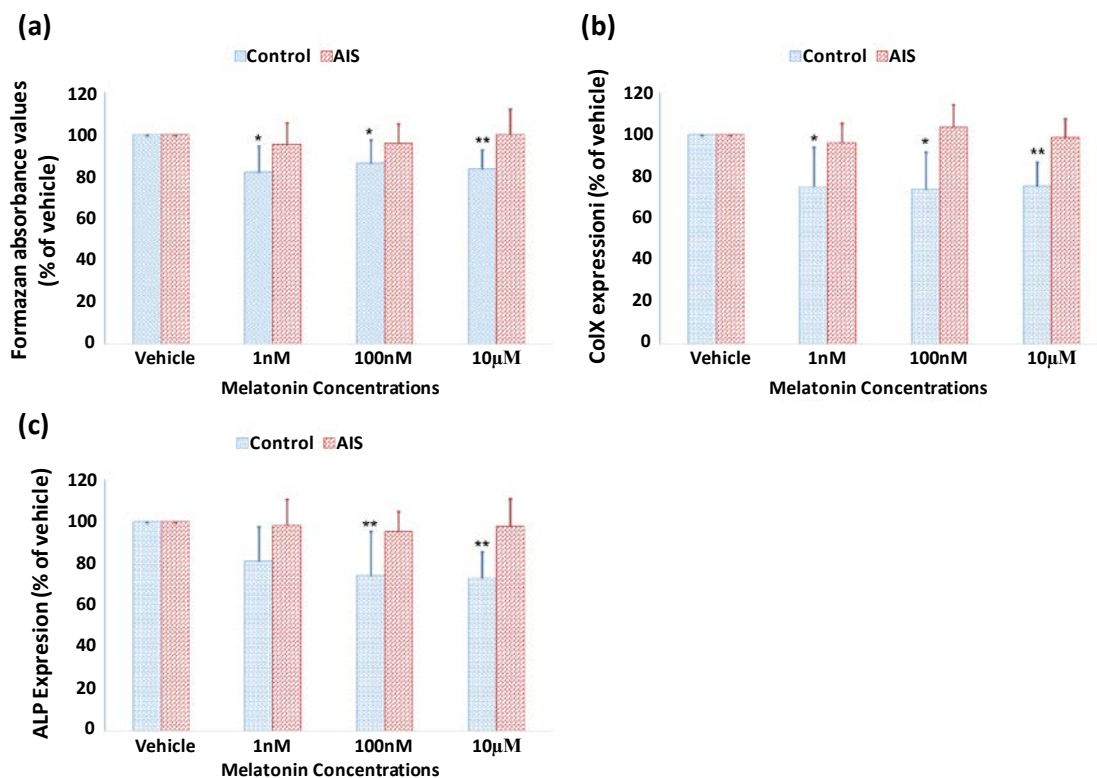 (a)
Control AIS
Formazan absorbance values
(% of vehicle)
120
100
80
60
40
20
0
* * **
Vehicle 1nM 100nM 10µM
Melatonin Concentrations
(b)
Control AIS
ColX expressioni (% of vehicle)
120
100
80
60
40
20
0
* * **
Vehicle 1nM 100nM 10µM
Melatonin Concentrations
(c)
Control AIS
ALP Expresion (% of vehicle)
120
100
80
60
40
20
0
** **
Vehicle 1nM 100nM 10µM
Melatonin Concentrations